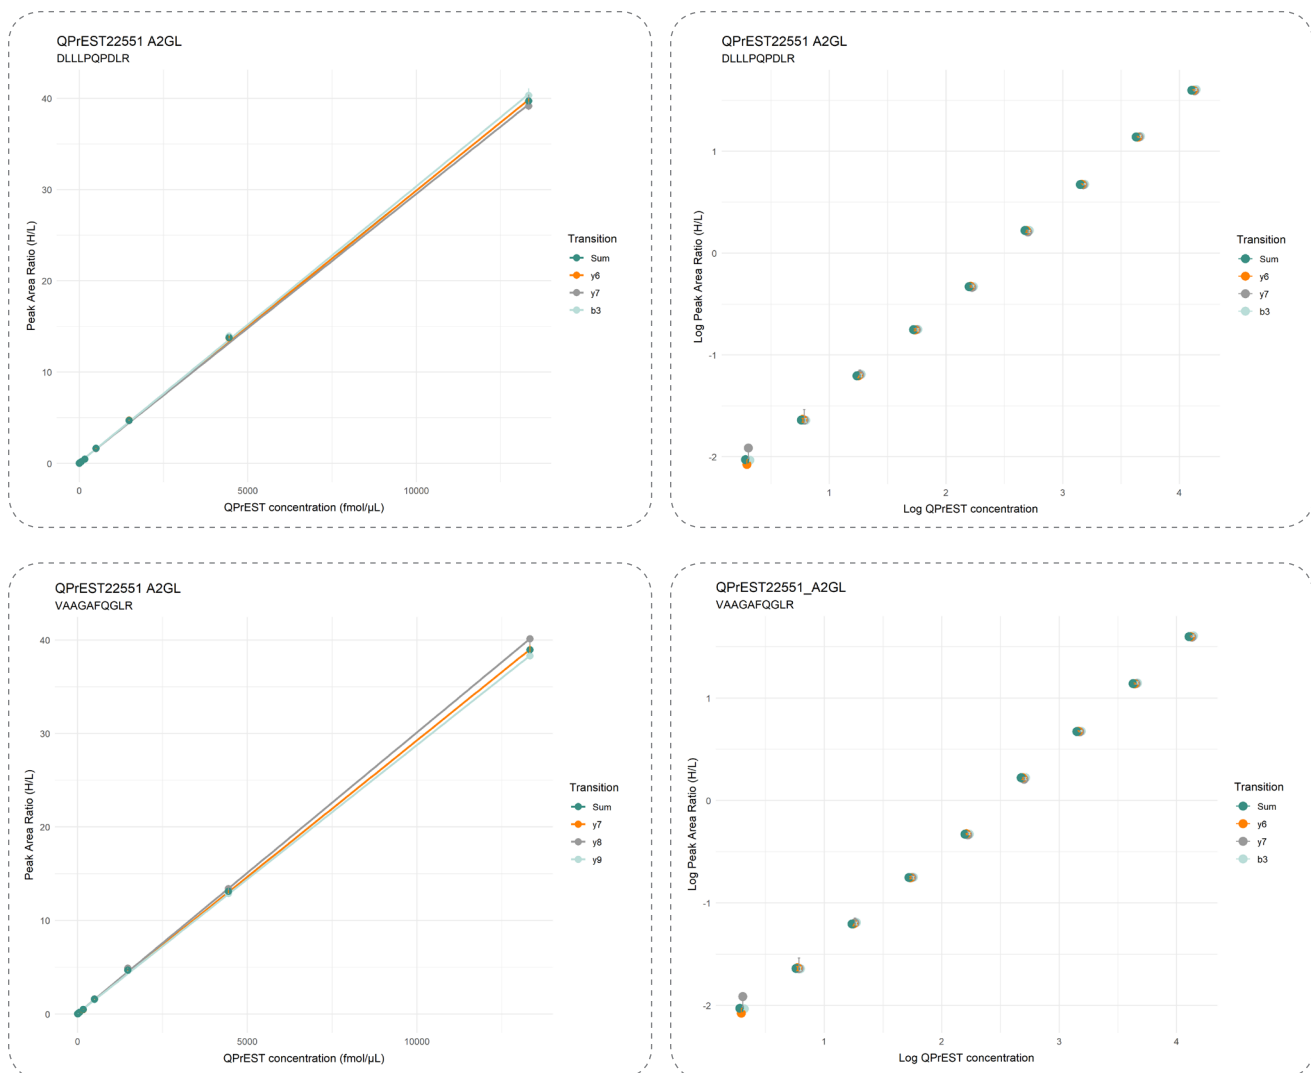 QPrEST22551 A2GL
DLLLPQPDLR
Peak Area Ratio (H/L)
40
30
20
10
0
0
5000
10000
QPrEST concentration (fmol/µL)
Transition
Sum
y6
y7
b3
QPrEST22551 A2GL
DLLLPQPDLR
Log Peak Area Ratio (H/L)
1
0
-1
-2
1
2
3
4
Log QPrEST concentration
Transition
Sum
y6
y7
b3
QPrEST22551 A2GL
VAAGAFQGLR
Peak Area Ratio (H/L)
40
30
20
10
0
0
5000
10000
QPrEST concentration (fmol/µL)
Transition
Sum
y7
y8
y9
QPrEST22551_A2GL
VAAGAFQGLR
Log Peak Area Ratio (H/L)
1
0
-1
-2
1
2
3
4
Log QPrEST concentration
Transition
Sum
y6
y7
b3